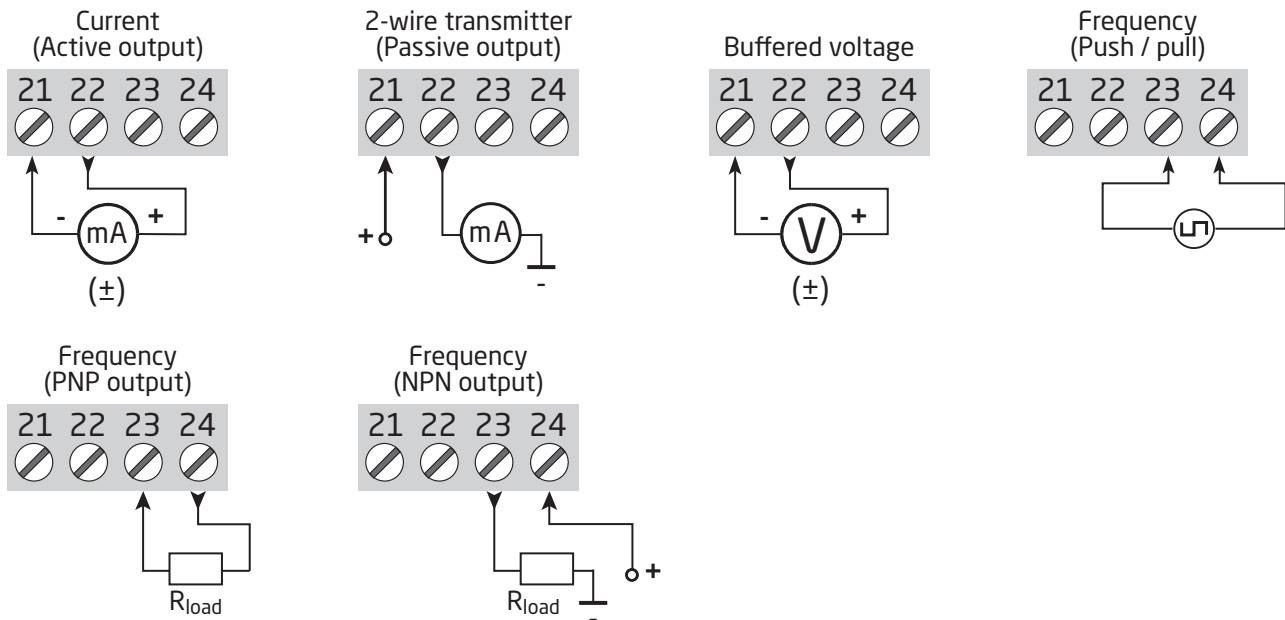 Current
(Active output)
21 22 23 24
- mA +
(±)
2-wire transmitter
(Passive output)
21 22 23 24
+ mA
-
Buffered voltage
21 22 23 24
- V +
(±)
Frequency
(Push / pull)
21 22 23 24
Frequency
(PNP output)
21 22 23 24
Rload
Frequency
(NPN output)
21 22 23 24
+
Rload
-